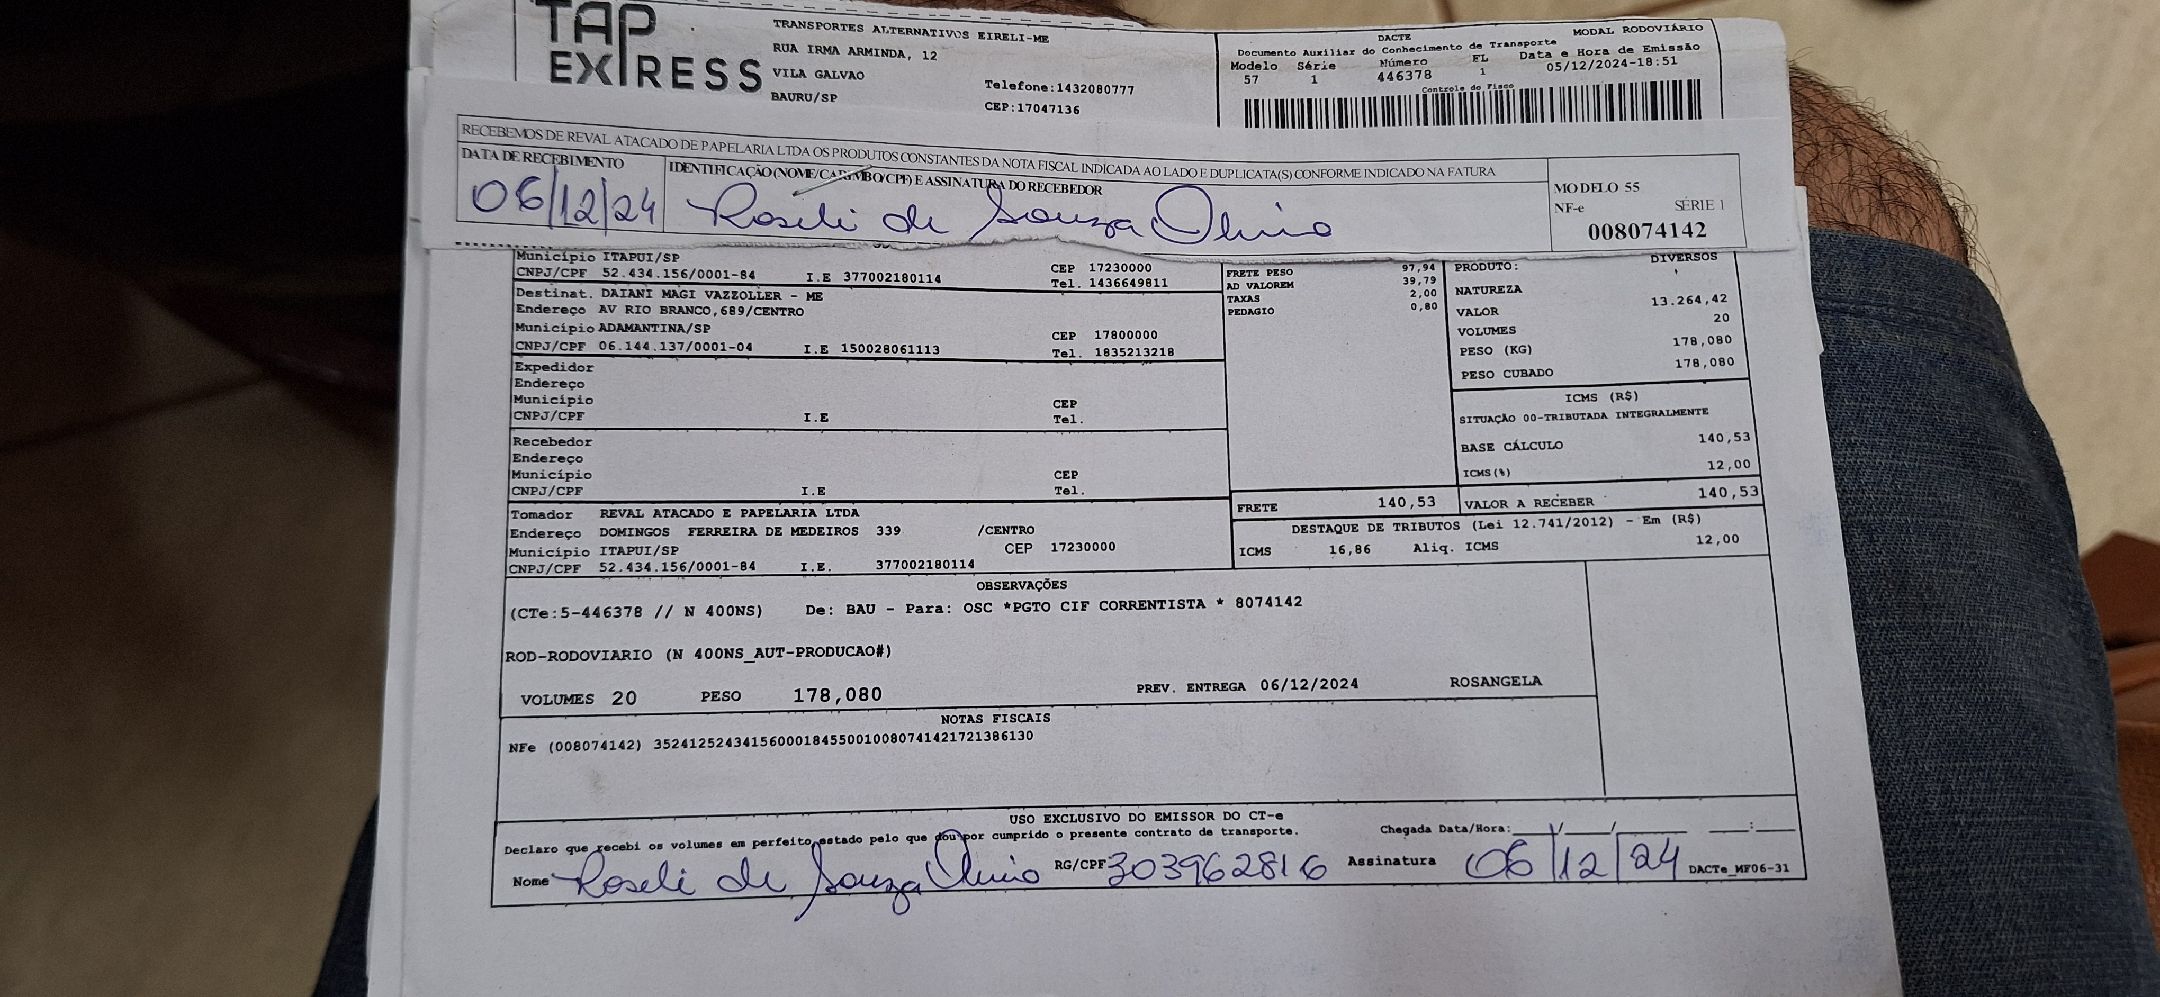 TAP EXPRESS
TRANSPORTES ALTERNATIVOS EIRELI-ME
RUA IRMA ARMINDA, 12
VILA GALVAO
BAURU/SP
Telefone:1432080777
CEP:17047136
DACTE
MODAL RODOVIÁRIO
Documento Auxiliar do Conhecimento de Transporte
Modelo Série Número FL Data e Hora de Emissão
57 1 446378 1 05/12/2024-18:51
Controle do Fisco
RECEBEMOS DE REVAL ATACADO DE PAPELARIA LTDA OS PRODUTOS CONSTANTES DA NOTA FISCAL INDICADA AO LADO E DUPLICATA(S) CONFORME INDICADO NA FATURA
DATA DE RECEBIMENTO
06/12/24
IDENTIFICAÇÃO (NOME/CARIMBO/CPF) E ASSINATURA DO RECEBEDOR
Roseli de Souza
MODELO 55
NF-e SÉRIE 1
008074142
Município ITAPUI/SP CEP 17230000
CNPJ/CPF 52.434.156/0001-84 I.E 377002180114 Tel. 1436649811
Destinat. DAIANI MAGI VAZZOLLER - ME
Endereço AV RIO BRANCO,689/CENTRO
Município ADAMANTINA/SP CEP 17800000
CNPJ/CPF 06.144.137/0001-04 I.E 150028061113 Tel. 1835213218
Expedidor
Endereço
Município CEP
CNPJ/CPF I.E Tel.
Recebedor
Endereço
Município CEP
CNPJ/CPF I.E Tel.
Tomador REVAL ATACADO E PAPELARIA LTDA
Endereço DOMINGOS FERREIRA DE MEDEIROS 339 /CENTRO
Município ITAPUI/SP CEP 17230000
CNPJ/CPF 52.434.156/0001-84 I.E. 377002180114
FRETE PESO 97,94
AD VALOREM 39,79
TAXAS 2,00
PEDAGIO 0,80
PRODUTO: DIVERSOS
NATUREZA
VALOR 13.264,42
VOLUMES 20
PESO (KG) 178,080
PESO CUBADO 178,080
ICMS (R$)
SITUAÇÃO 00-TRIBUTADA INTEGRALMENTE
BASE CÁLCULO 140,53
ICMS(%) 12,00
FRETE 140,53 VALOR A RECEBER 140,53
DESTAQUE DE TRIBUTOS (Lei 12.741/2012) - Em (R$)
ICMS 16,86 Aliq. ICMS 12,00
OBSERVAÇÕES
(CTe:5-446378 // N 400NS) De: BAU - Para: OSC *PGTO CIF CORRENTISTA * 8074142
ROD-RODOVIARIO (N 400NS_AUT-PRODUCAO#)
VOLUMES 20 PESO 178,080 PREV. ENTREGA 06/12/2024 ROSANGELA
NOTAS FISCAIS
NFe (008074142) 35241252434156000184550010080741421721386130
USO EXCLUSIVO DO EMISSOR DO CT-e
Declaro que recebi os volumes em perfeito estado pelo que dou por cumprido o presente contrato de transporte.
Chegada Data/Hora:___/___/___ __:__
Nome Roseli de Souza RG/CPF 303962816 Assinatura 06/12/24 DACTe_MF06-31